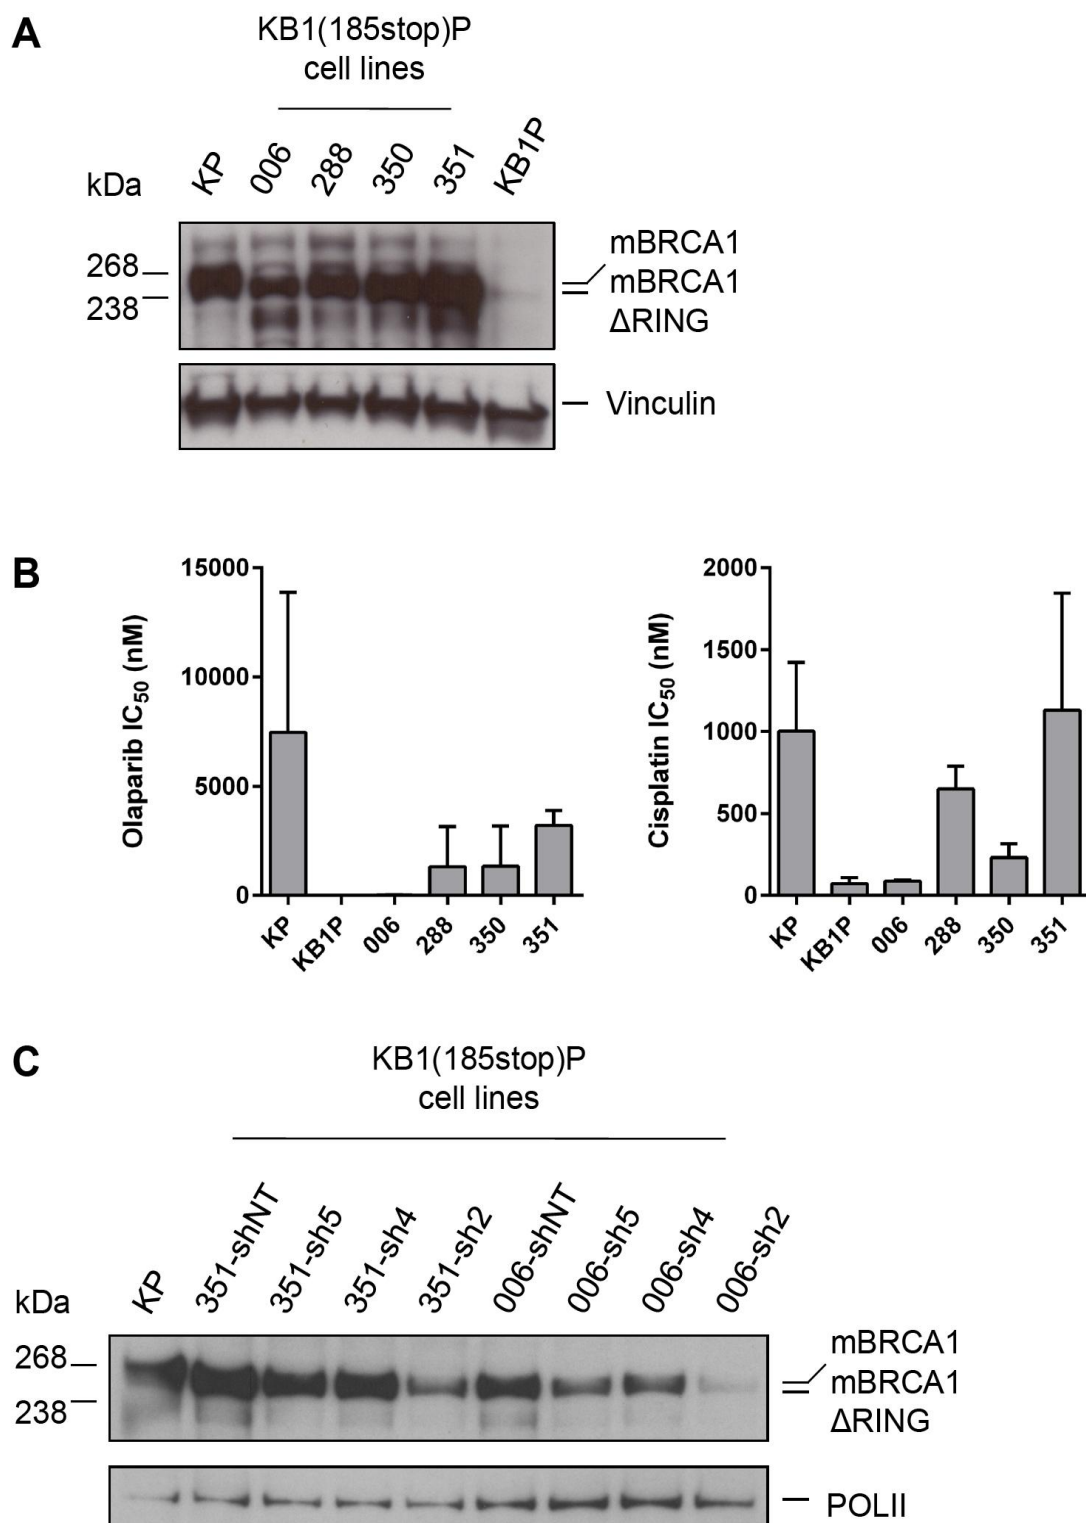 A
KB1(185stop)P
cell lines
kDa
KP
006
288
350
351
KB1P
268
238
mBRCA1
mBRCA1
ΔRING
Vinculin
B
Olaparib IC50 (nM)
15000
10000
5000
0
KP
KB1P
006
288
350
351
Cisplatin IC50 (nM)
2000
1500
1000
500
0
KP
KB1P
006
288
350
351
C
KB1(185stop)P
cell lines
kDa
KP
351-shNT
351-sh5
351-sh4
351-sh2
006-shNT
006-sh5
006-sh4
006-sh2
268
238
mBRCA1
mBRCA1
ΔRING
POLII